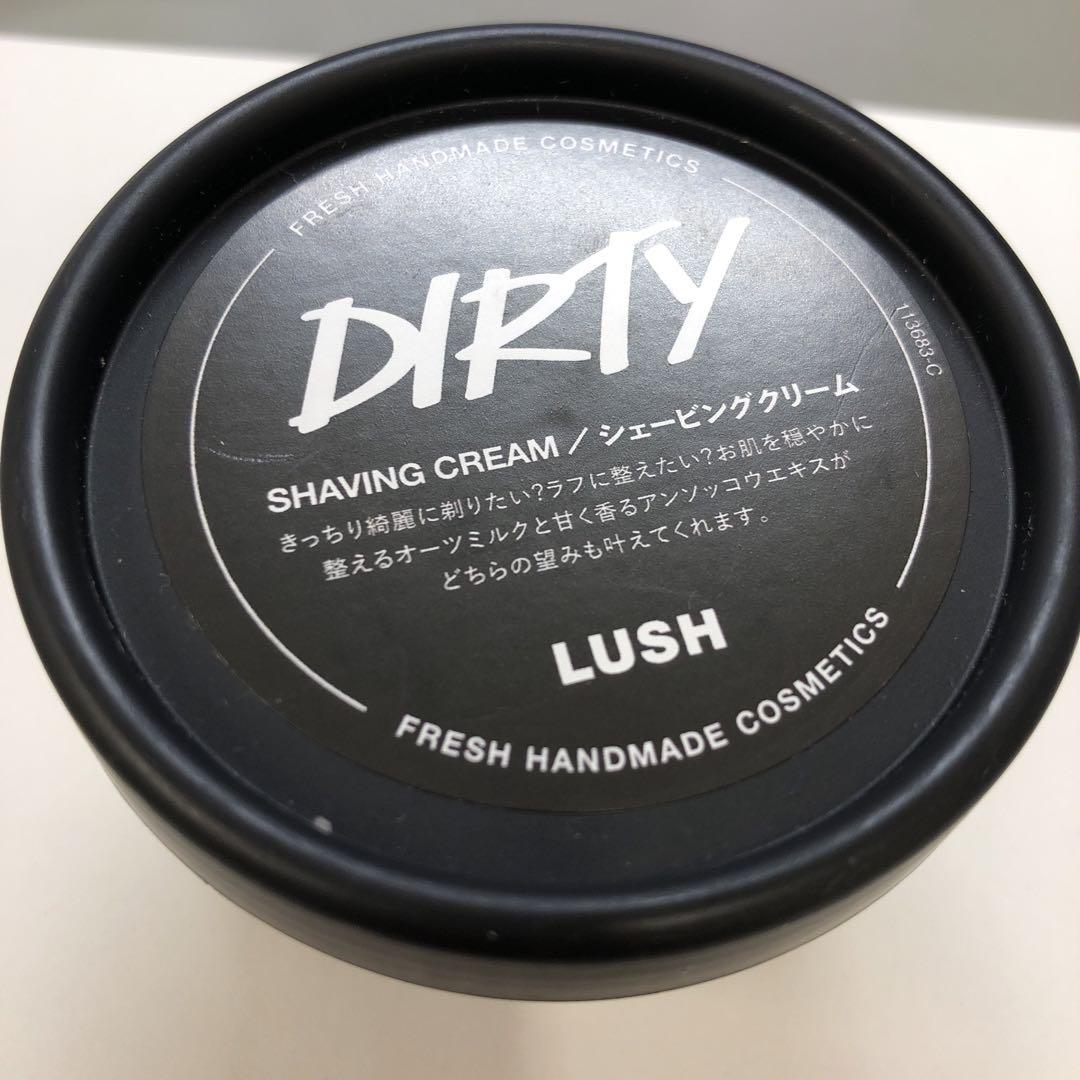 FRESH HANDMADE COSMETICS
DIRTY
113683-C
SHAVING CREAM / シェービングクリーム
きっちり綺麗に剃りたい?ラフに整えたい?お肌を穏やかに
整えるオーツミルクと甘く香るアンソッコウエキスが
どちらの望みも叶えてくれます。
LUSH
FRESH HANDMADE COSMETICS